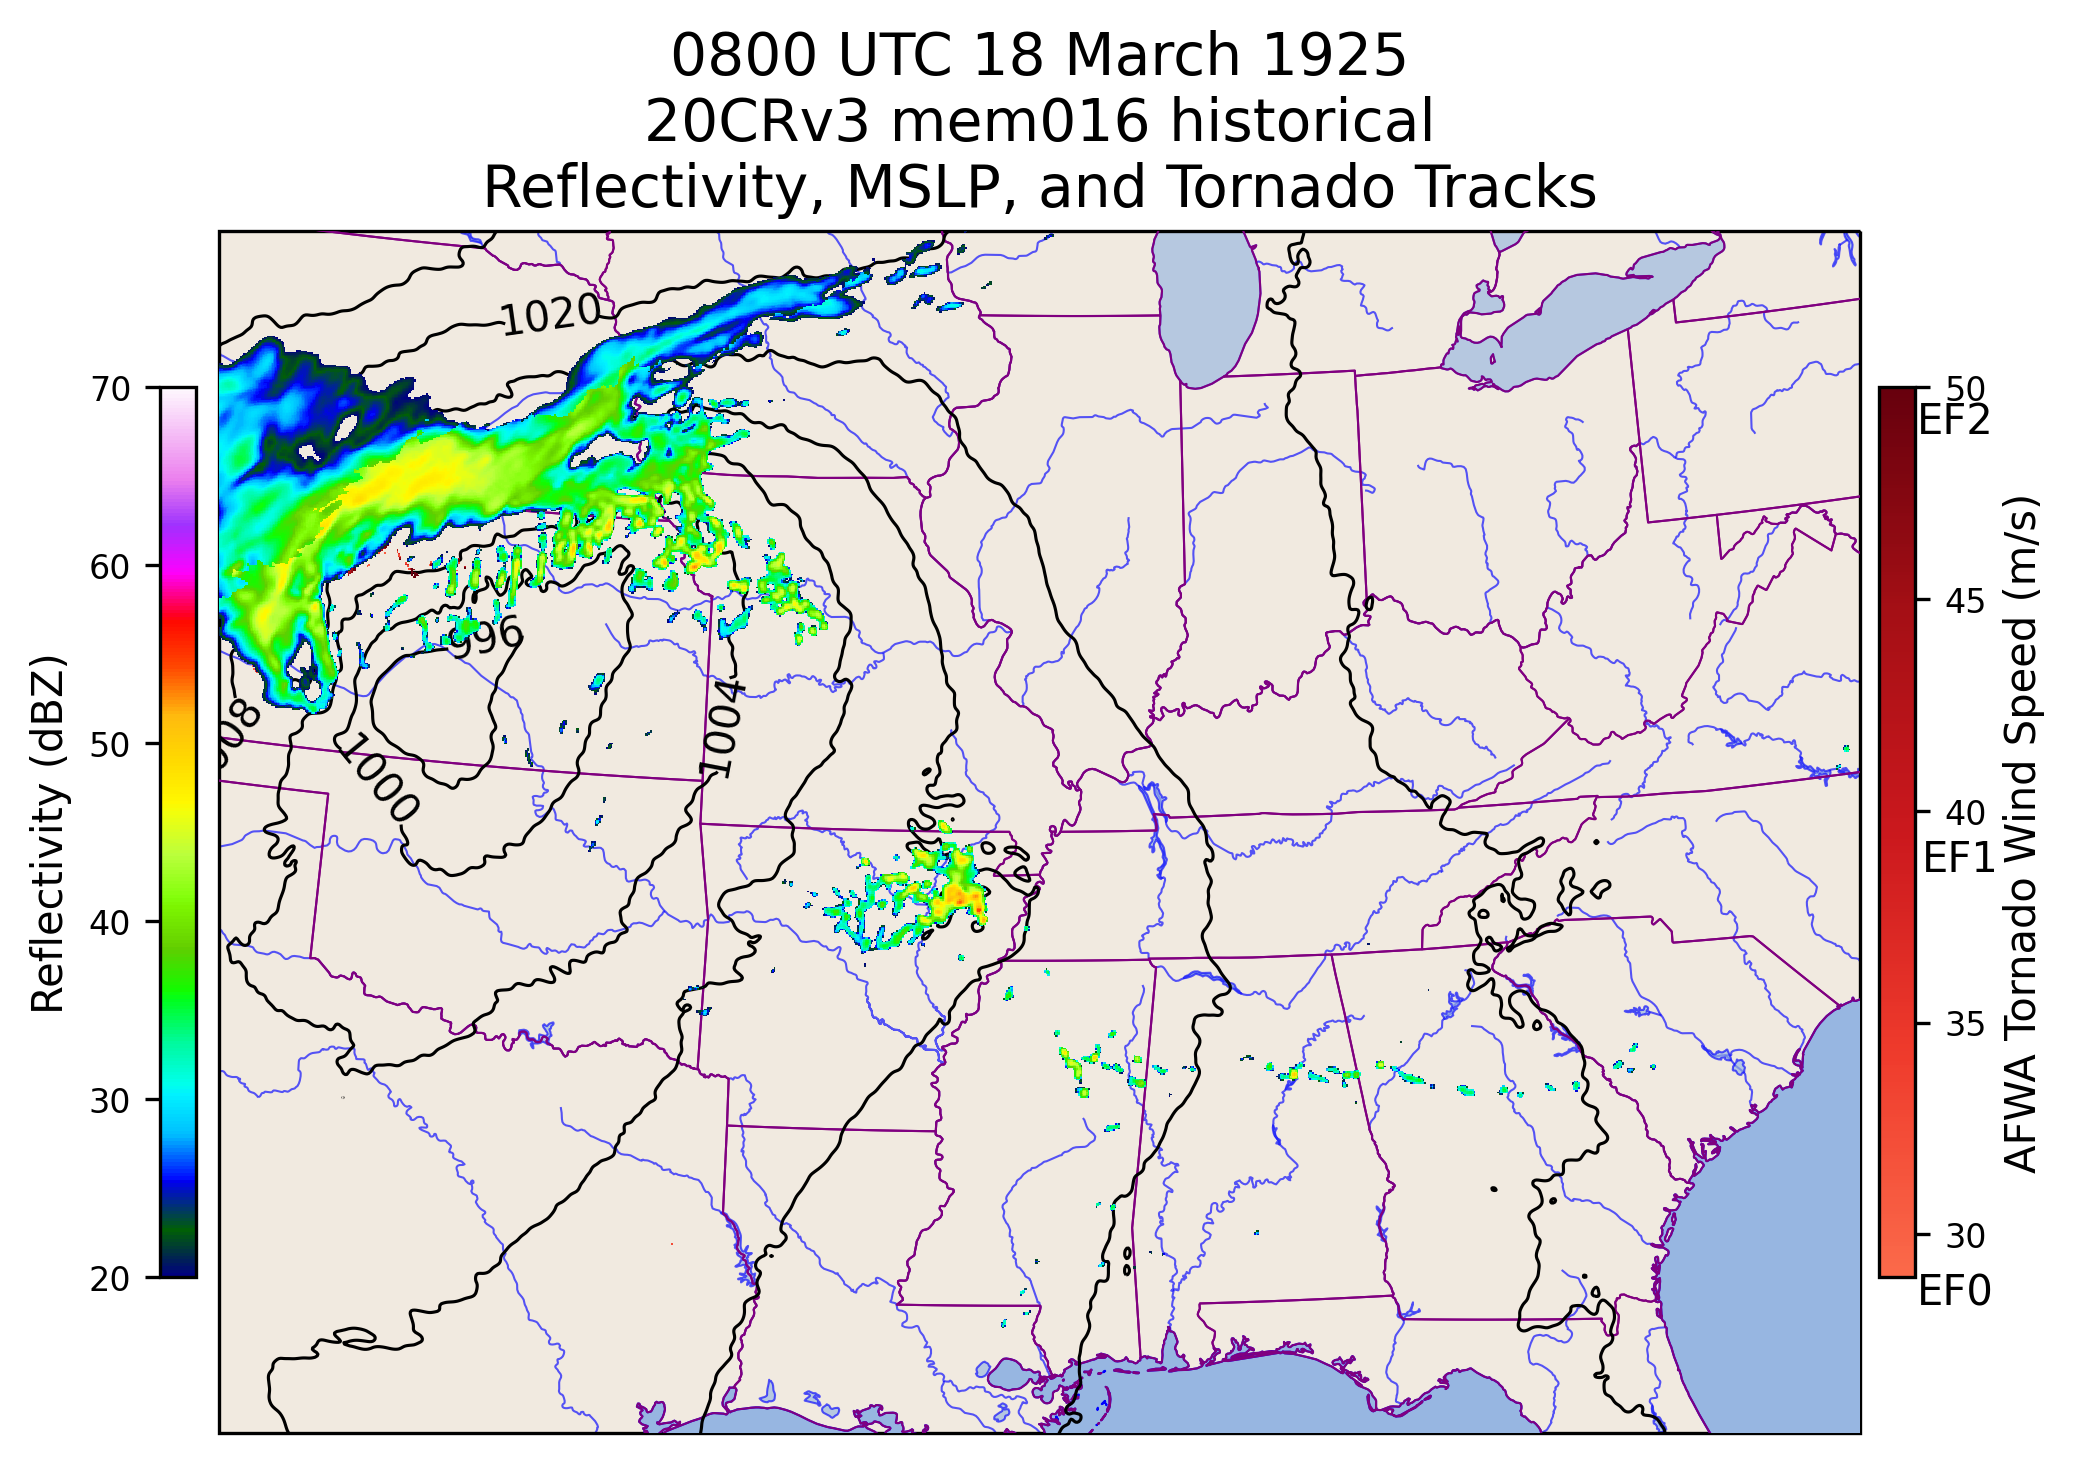 0800 UTC 18 March 1925
20CRv3 mem016 historical
Reflectivity, MSLP, and Tornado Tracks
Reflectivity (dBZ)
70
60
50
40
30
20
1020
996
1004
1000
008
50
EF2
45
40
EF1
35
30
EF0
AFWA Tornado Wind Speed (m/s)